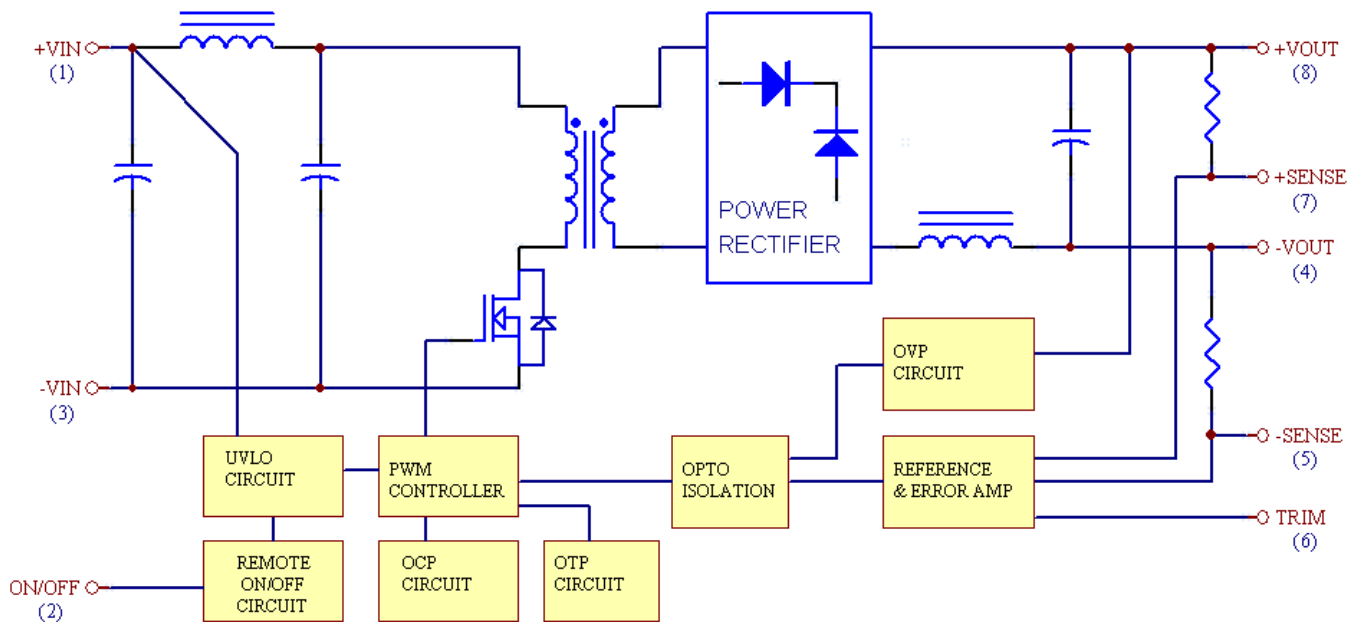 +VIN
(1)
+VOUT
(8)
+SENSE
(7)
POWER
RECTIFIER
-VOUT
(4)
-VIN
(3)
OVP
CIRCUIT
-SENSE
(5)
UVLO
CIRCUIT
PWM
CONTROLLER
OPTO
ISOLATION
REFERENCE
& ERROR AMP
TRIM
(6)
ON/OFF
(2)
REMOTE
ON/OFF
CIRCUIT
OCP
CIRCUIT
OTP
CIRCUIT